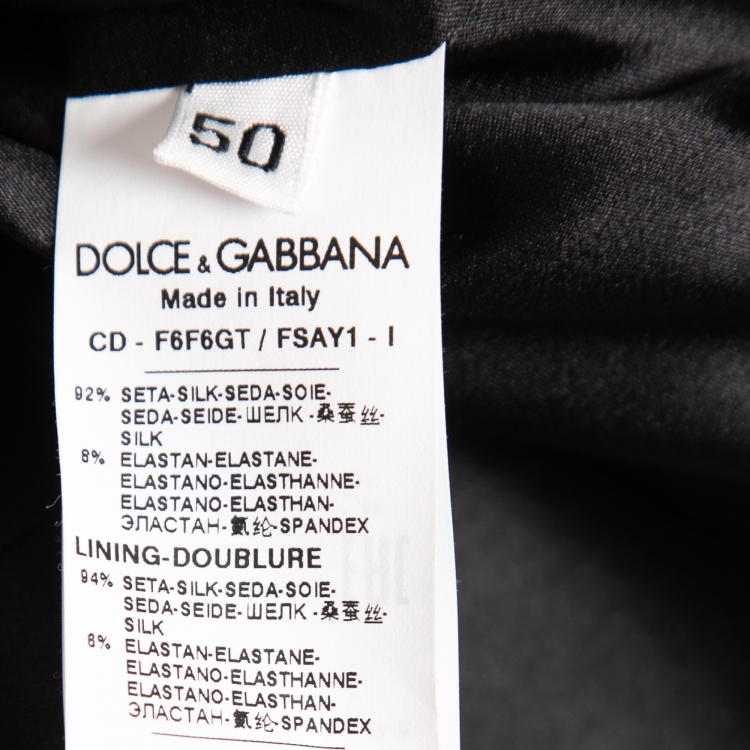 50
DOLCE & GABBANA
Made in Italy
CD - F6F6GT / FSAY1 - I
92% SETA-SILK-SEDA-SOIE-
SEDA-SEIDE-ШЕЛК-桑蚕丝-
SILK
8% ELASTAN-ELASTANE-
ELASTANO-ELASTHANNE-
ELASTANO-ELASTHAN-
ЭЛАСТАН-氨纶-SPANDEX
LINING-DOUBLURE
94% SETA-SILK-SEDA-SOIE-
SEDA-SEIDE-ШЕЛК-桑蚕丝-
SILK
6% ELASTAN-ELASTANE-
ELASTANO-ELASTHANNE-
ELASTANO-ELASTHAN-
ЭЛАСТАН-氨纶-SPANDEX